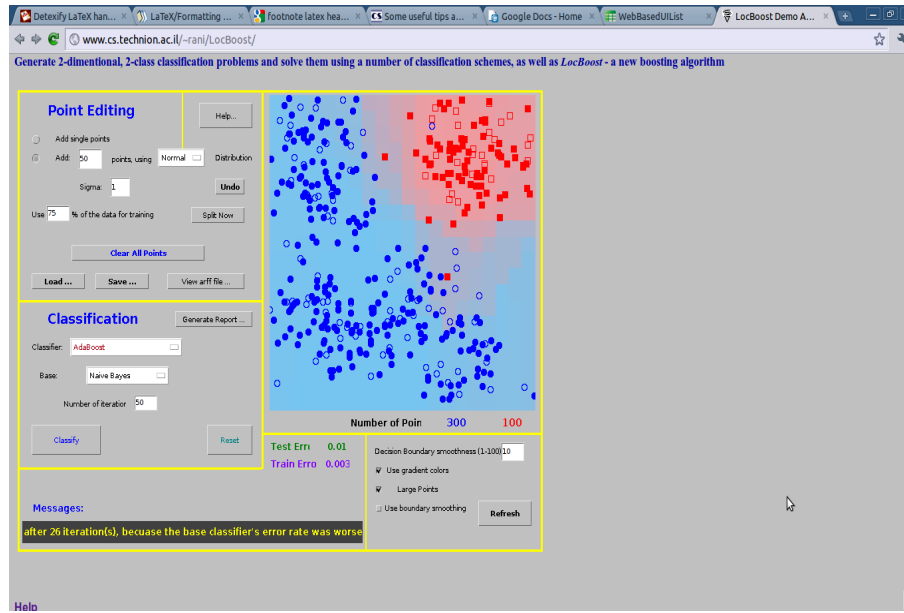 Detexify LaTeX han...
LaTeX/Formatting ...
footnote latex hea...
Some useful tips a...
Google Docs - Home
WebBasedUIList
LocBoost Demo A...
www.cs.technion.ac.il/~rani/LocBoost/
Generate 2-dimentional, 2-class classification problems and solve them using a number of classification schemes, as well as LocBoost - a new boosting algorithm
Point Editing
Help...
Add single points
Add: 50 points, using Normal Distribution
Sigma: 1
Undo
Use 75 % of the data for training
Split Now
Clear All Points
Load ...
Save ...
View arff file ...
Classification
Generate Report ...
Classifier: AdaBoost
Base: Naive Bayes
Number of iteratior 50
Classify
Reset
Number of Poin 300 100
Test Erro 0.01
Train Erro 0.003
Decision Boundary smoothness (1-100) 10
Use gradient colors
Large Points
Use boundary smoothing
Refresh
Messages:
after 26 iteration(s), becuase the base classifier's error rate was worse
Help